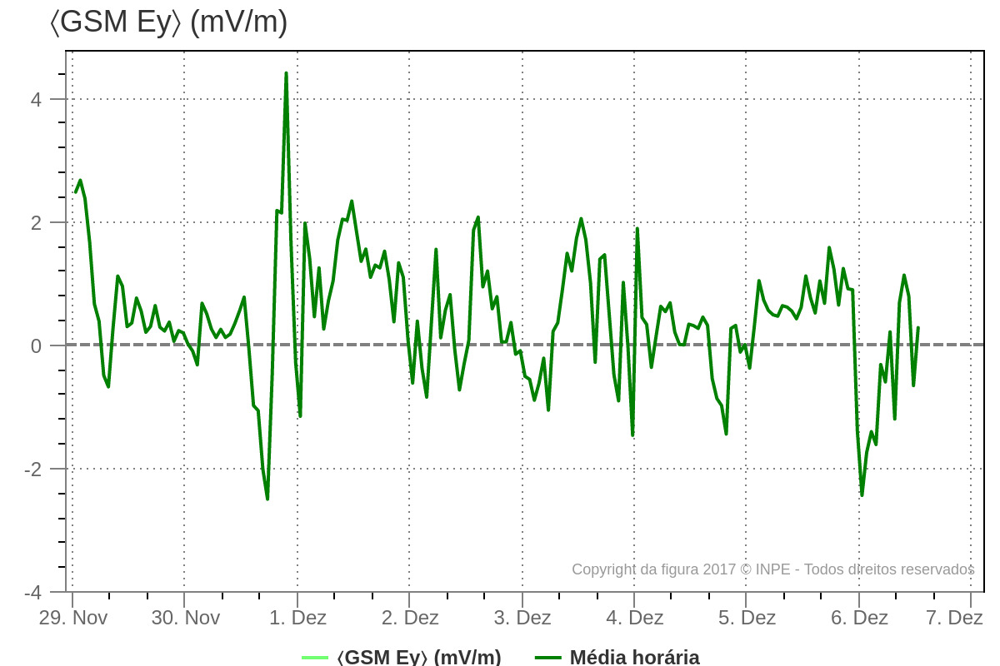 〈GSM Ey〉 (mV/m)
4
2
0
-2
-4
Copyright da figura 2017 © INPE - Todos direitos reservados
29. Nov 30. Nov 1. Dez 2. Dez 3. Dez 4. Dez 5. Dez 6. Dez 7. Dez
〈GSM Ey〉 (mV/m) Média horária